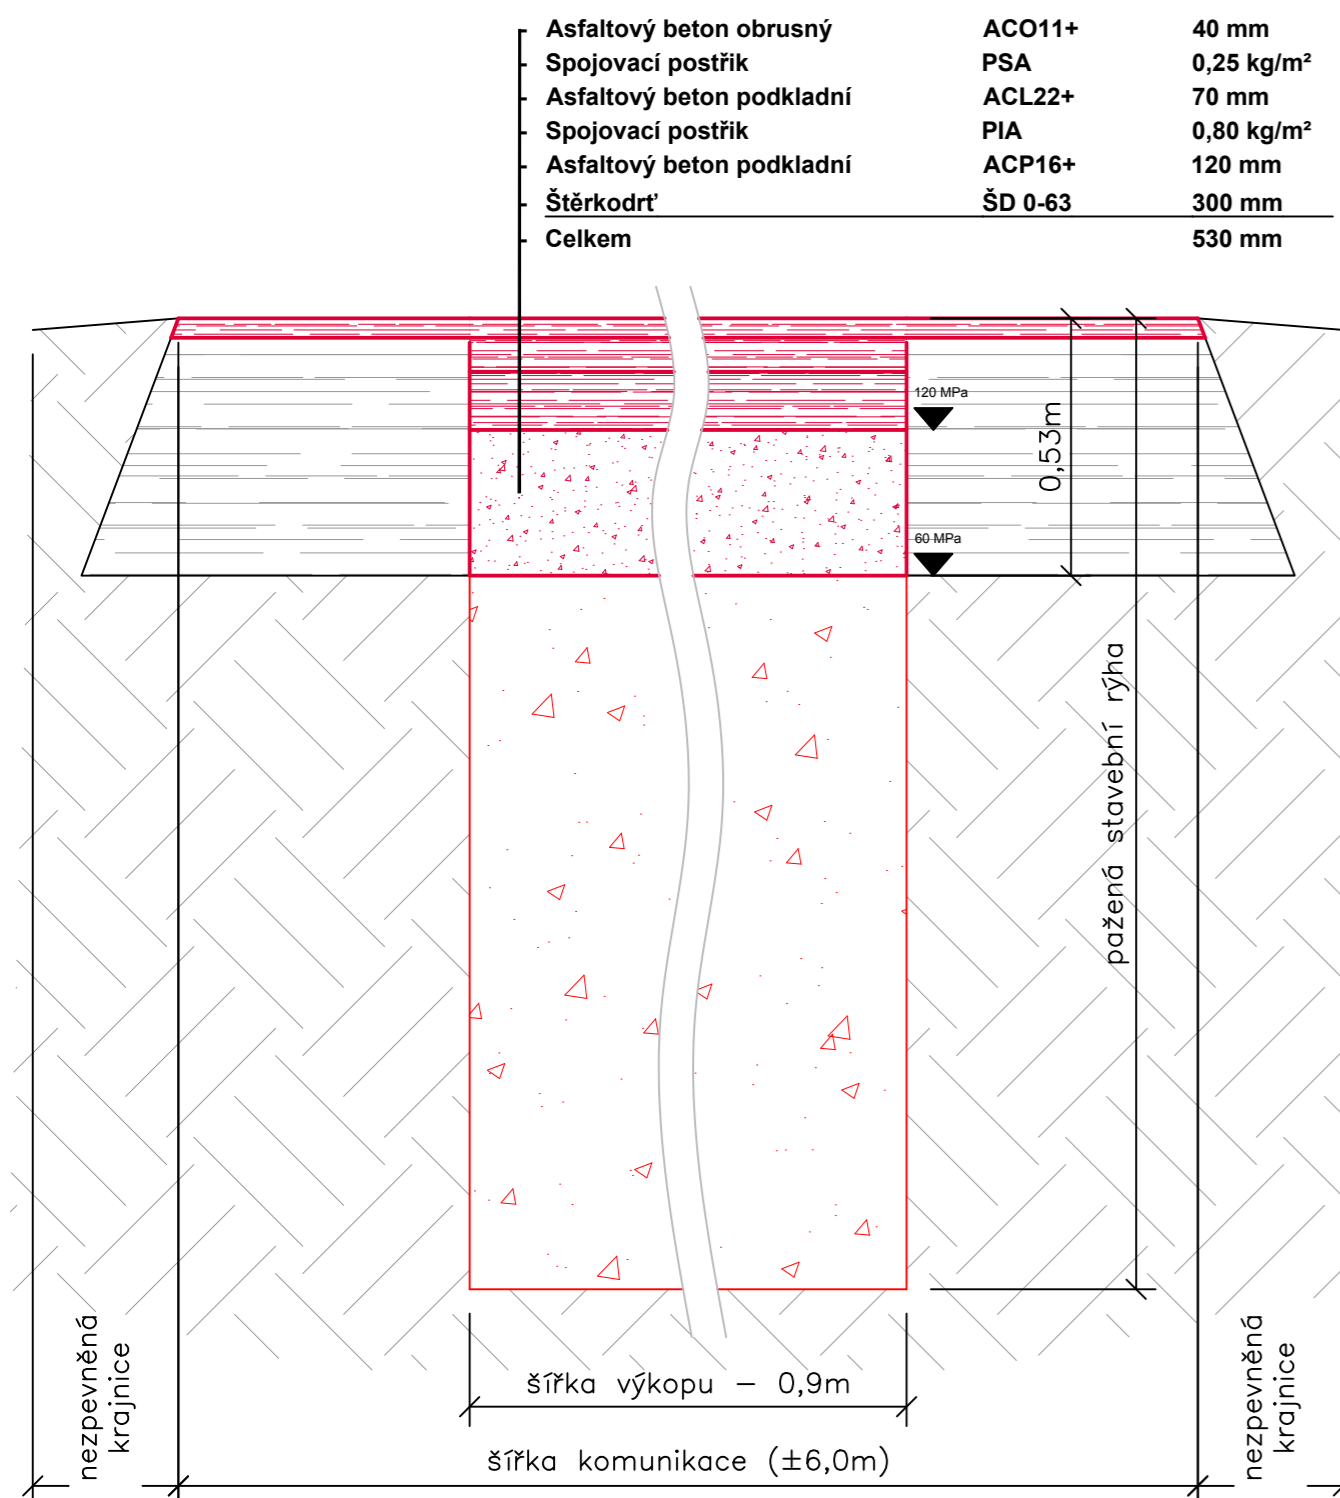 Asfaltový beton obrusný ACO11+ 40 mm
Spojovací postřik PSA 0,25 kg/m²
Asfaltový beton podkladní ACL22+ 70 mm
Spojovací postřik PIA 0,80 kg/m²
Asfaltový beton podkladní ACP16+ 120 mm
Štěrkodrť ŠD 0-63 300 mm
Celkem 530 mm
120 MPa
0,53m
60 MPa
pažená stavební rýha
šířka výkopu – 0,9m
šířka komunikace (±6,0m)
nezpevněná
krajnice
nezpevněná
krajnice